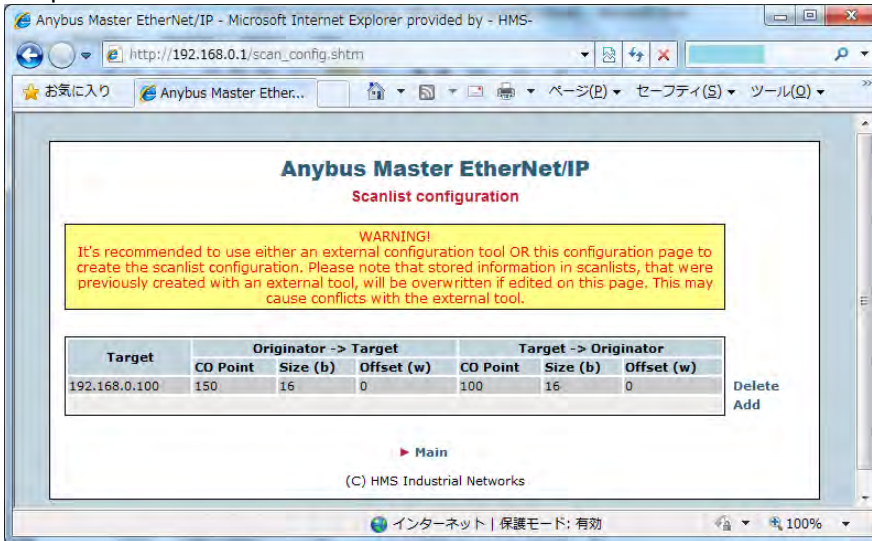 Anybus Master EtherNet/IP - Microsoft Internet Explorer provided by - HMS-
http://192.168.0.1/scan_config.shtm
お気に入り Anybus Master Ether... ページ(P) セーフティ(S) ツール(O) »
Anybus Master EtherNet/IP
Scanlist configuration
WARNING!
It's recommended to use either an external configuration tool OR this configuration page to
create the scanlist configuration. Please note that stored information in scanlists, that were
previously created with an external tool, will be overwritten if edited on this page. This may
cause conflicts with the external tool.
Target Originator -> Target Target -> Originator
CO Point Size (b) Offset (w) CO Point Size (b) Offset (w)
192.168.0.100 150 16 0 100 16 0 Delete
Add
Main
(C) HMS Industrial Networks
インターネット | 保護モード: 有効 100%